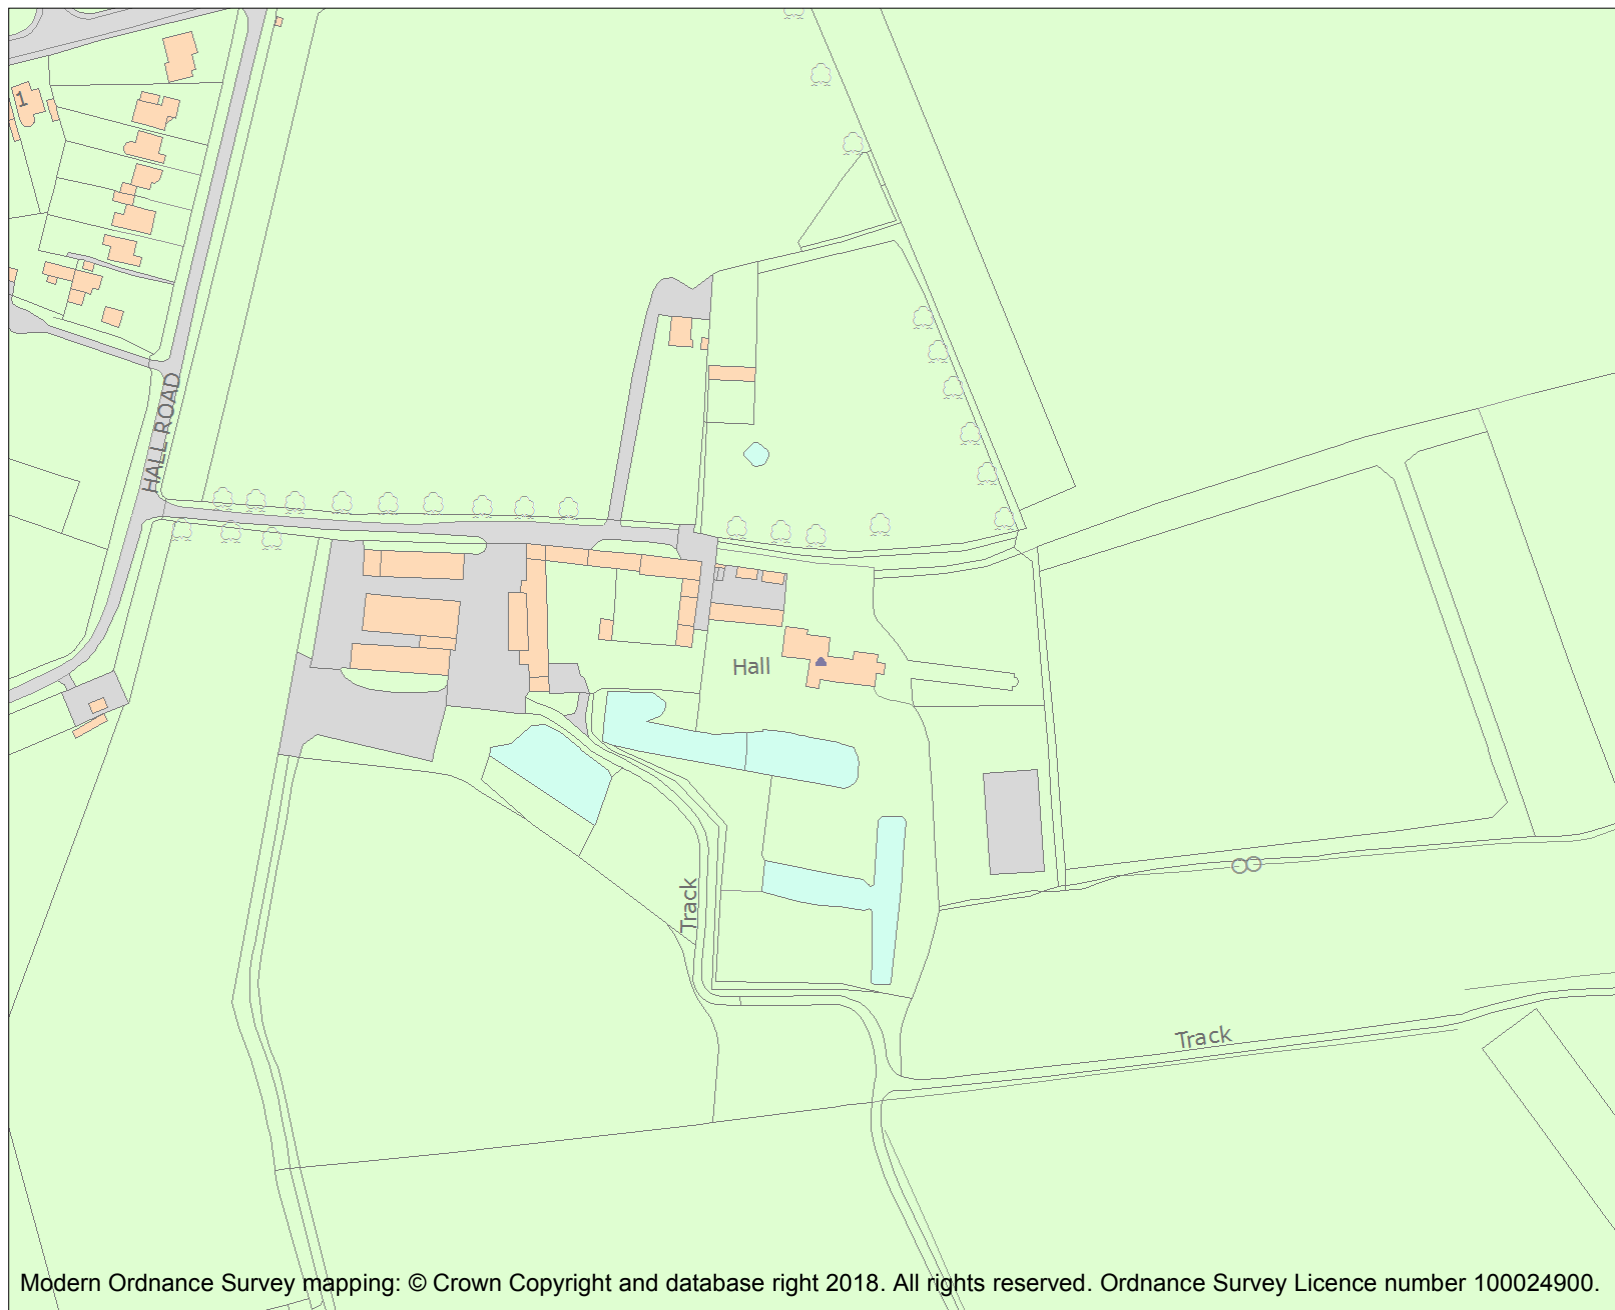 1
HALL ROAD
Hall
Track
Track
Modern Ordnance Survey mapping: © Crown Copyright and database right 2018. All rights reserved. Ordnance Survey Licence number 100024900.